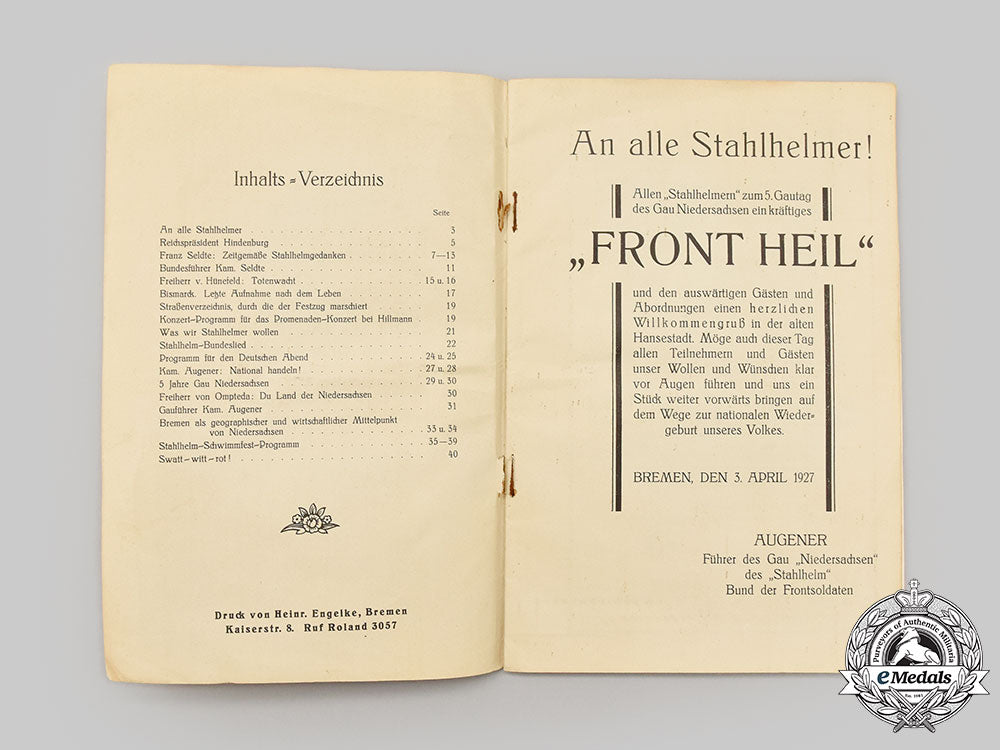 Inhalts=Verzeichnis
Seite
An alle Stahlhelmer . . . . . . . . . . . . . . . . 3
Reichspräsident Hindenburg . . . . . . . . . . . . . . 5
Franz Seldte: Zeitgemäße Stahlhelmgedanken . . . . . . . 7—13
Bundesführer Kam. Seldte . . . . . . . . . . . . . . 11
Freiherr v. Hünefeld: Totenwacht . . . . . . . . . . . 15 u. 16
Bismarck. Letzte Aufnahme nach dem Leben . . . . . . . . 17
Straßenverzeichnis, durch die der Festzug marschiert . . . . . 19
Konzert-Programm für das Promenaden-Konzert bei Hillmann . . 19
Was wir Stahlhelmer wollen . . . . . . . . . . . . . . 21
Stahlhelm-Bundeslied . . . . . . . . . . . . . . . . 22
Programm für den Deutschen Abend . . . . . . . . . . . 24 u. 25
Kam. Augener: National handeln! . . . . . . . . . . . 27 u. 28
5 Jahre Gau Niedersachsen . . . . . . . . . . . . . . 29 u. 30
Freiherr von Ompteda: Du Land der Niedersachsen . . . . . . 30
Gauführer Kam. Augener . . . . . . . . . . . . . . . 31
Bremen als geographischer und wirtschaftlicher Mittelpunkt
von Niedersachsen . . . . . . . . . . . . . . . 33 u. 34
Stahlhelm-Schwimmfest-Programm . . . . . . . . . . . . 35—39
Swatt—witt—rot! . . . . . . . . . . . . . . . . . 40
Druck von Heinr. Engelke, Bremen
Kaiserstr. 8. Ruf Roland 3057
An alle Stahlhelmer!
Allen „Stahlhelmern" zum 5. Gautag
des Gau Niedersachsen ein kräftiges
„FRONT HEIL"
und den auswärtigen Gästen und
Abordnungen einen herzlichen
Willkommengruß in der alten
Hansestadt. Möge auch dieser Tag
allen Teilnehmern und Gästen
unser Wollen und Wünschen klar
vor Augen führen und uns ein
Stück weiter vorwärts bringen auf
dem Wege zur nationalen Wieder-
geburt unseres Volkes.
BREMEN, DEN 3. APRIL 1927
AUGENER
Führer des Gau „Niedersachsen"
des „Stahlhelm"
Bund der Frontsoldaten
Purveyors of Authentic Militaria
eMedals